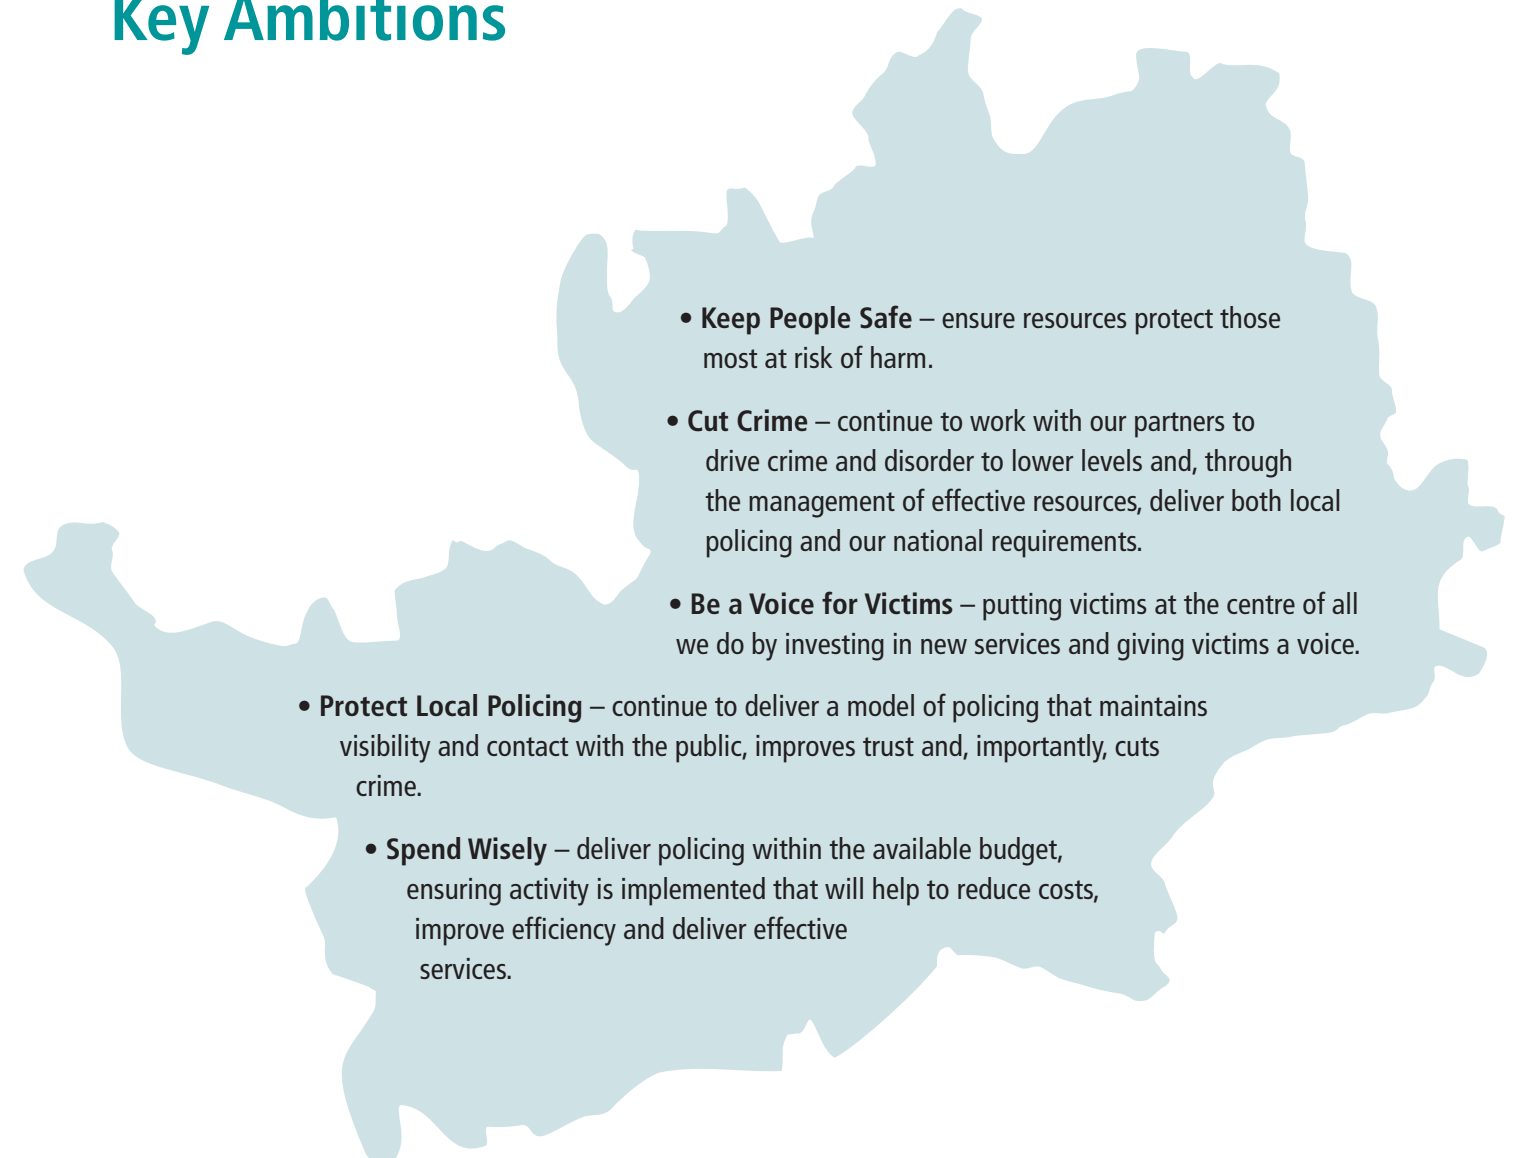 Key Ambitions
• Keep People Safe – ensure resources protect those
most at risk of harm.
• Cut Crime – continue to work with our partners to
drive crime and disorder to lower levels and, through
the management of effective resources, deliver both local
policing and our national requirements.
• Be a Voice for Victims – putting victims at the centre of all
we do by investing in new services and giving victims a voice.
• Protect Local Policing – continue to deliver a model of policing that maintains
visibility and contact with the public, improves trust and, importantly, cuts
crime.
• Spend Wisely – deliver policing within the available budget,
ensuring activity is implemented that will help to reduce costs,
improve efficiency and deliver effective
services.